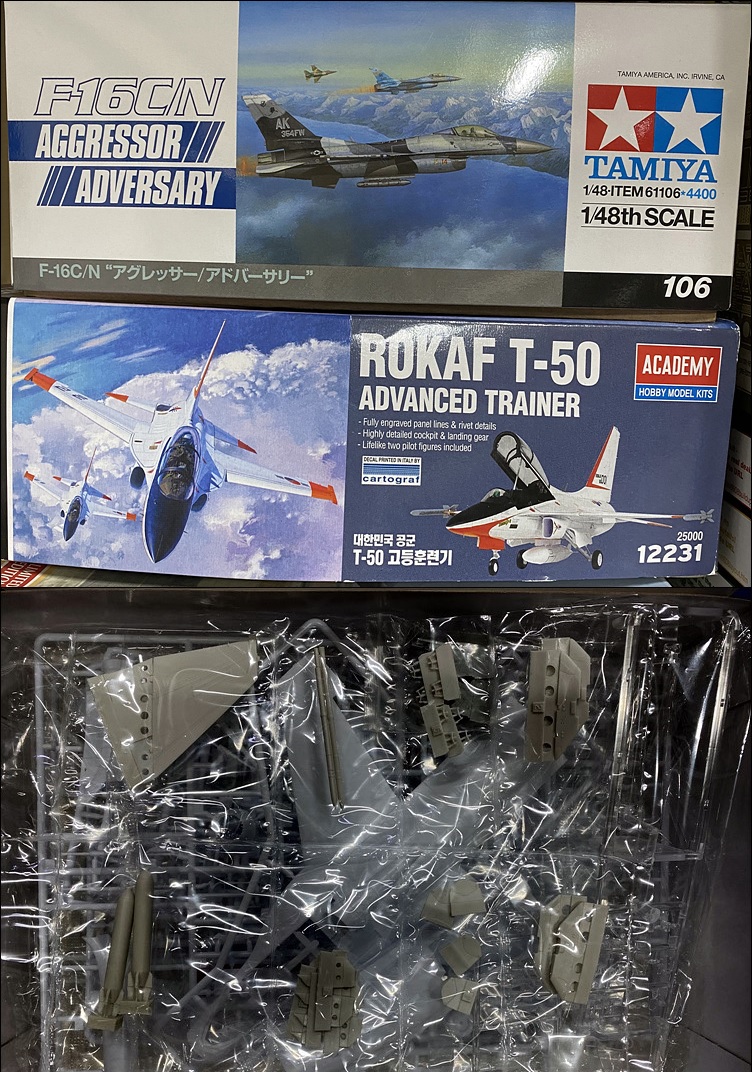 F-16C/N
AGGRESSOR
ADVERSARY
AK
354FW
TAMIYA AMERICA, INC. IRVINE, CA
TAMIYA
1/48・ITEM 61106★4400
1/48th SCALE
F-16C/N “アグレッサー/アドバーサリー”
106
ROKAF T-50
ADVANCED TRAINER
- Fully engraved panel lines & rivet details
- Highly detailed cockpit & landing gear
- Lifelike two pilot figures included
DECAL PRINTED IN ITALY BY
cartograf
ACADEMY
HOBBY MODEL KITS
대한민국 공군
T-50 고등훈련기
25000
12231